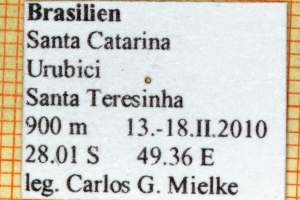 Brasilien
Santa Catarina
Urubici
Santa Teresinha
900 m 13.-18.II.2010
28.01 S 49.36 E
leg. Carlos G. Mielke